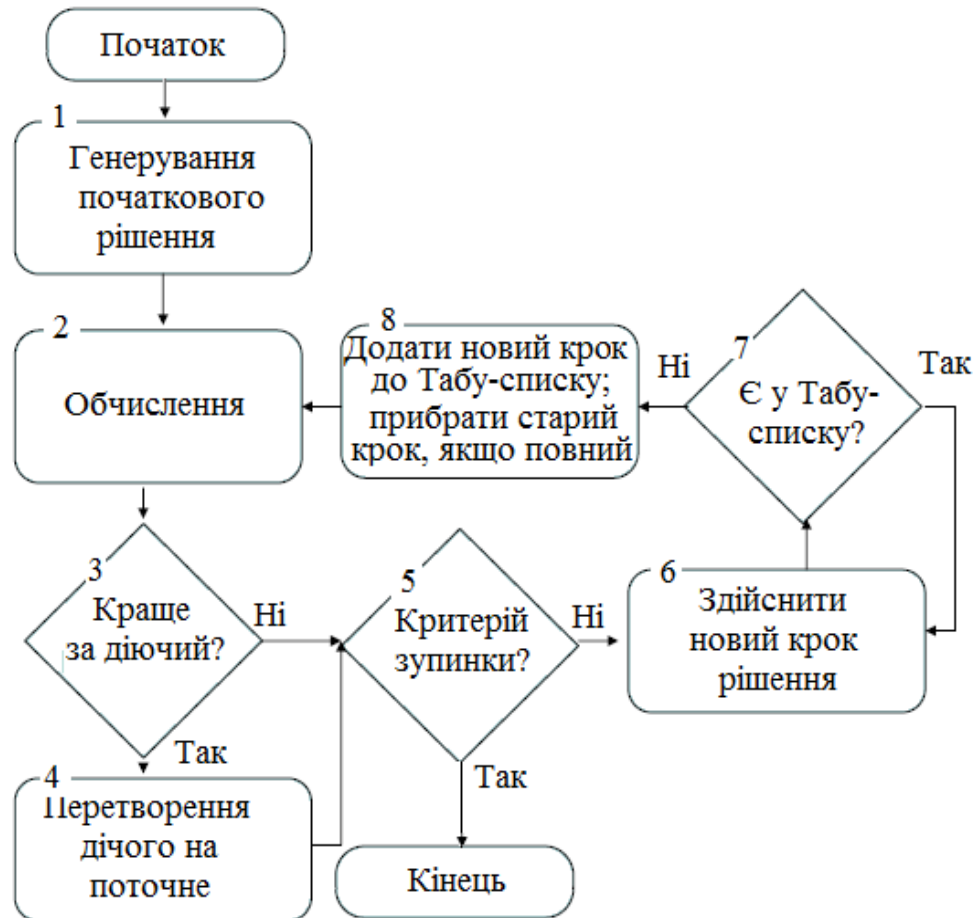 Початок
1
Генерування
початкового
рішення
2
Обчислення
8
Додати новий крок
до Табу-списку;
прибрати старий
крок, якщо повний
Ні
7
Є у Табу-
списку?
Так
3
Краще
за діючий?
Ні
Так
5
Критерій
зупинки?
Ні
Так
6
Здійснити
новий крок
рішення
4
Перетворення
дічого на
поточне
Кінець